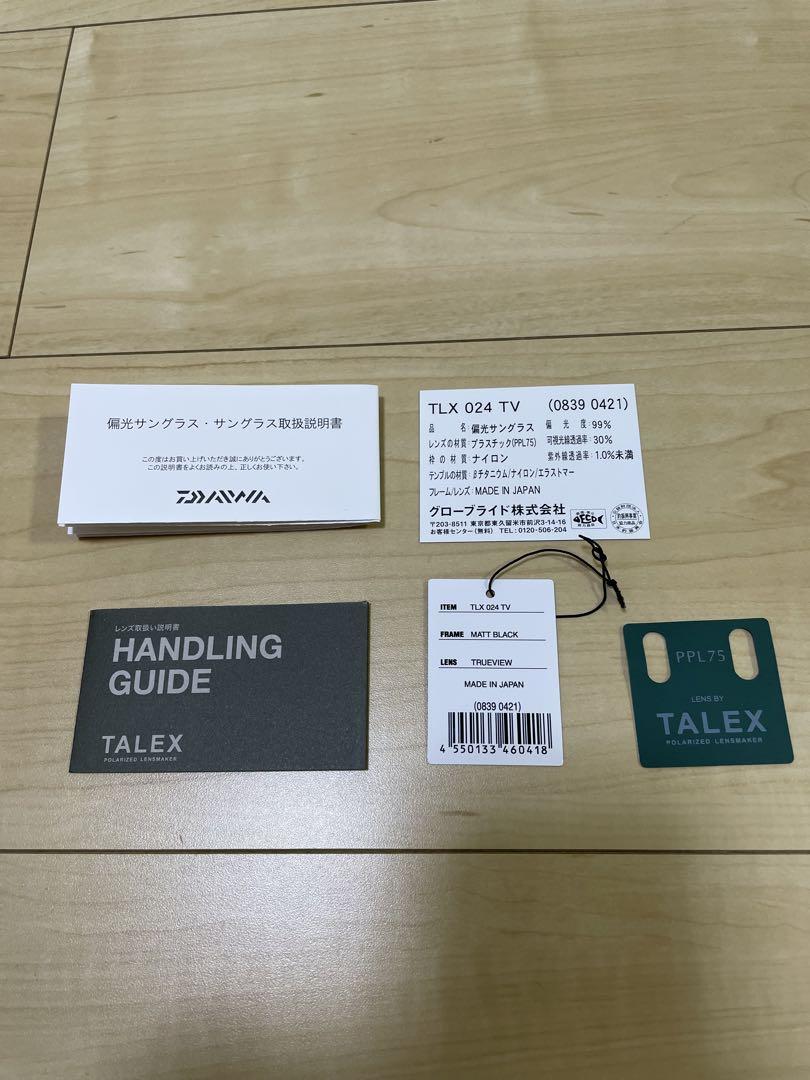 偏光サングラス・サングラス取扱説明書
この度はお買い上げいただき誠にありがとうございます。
この説明書をよくお読みの上、正しくお使い下さい。
DAIWA
TLX 024 TV (0839 0421)
品 名:偏光サングラス 偏 光 度:99%
レンズの材質:プラスチック(PPL75) 可視光線透過率:30%
枠 の 材 質:ナイロン 紫外線透過率:1.0%未満
テンプルの材質:βチタニウム/ナイロン/エラストマー
フレーム/レンズ:MADE IN JAPAN
グローブライド株式会社
〒203-8511 東京都東久留米市前沢3-14-16
お客様センター(無料) TEL:0120-506-204
レンズ取扱い説明書
HANDLING
GUIDE
TALEX
POLARIZED LENSMAKER
ITEM TLX 024 TV
FRAME MATT BLACK
LENS TRUEVIEW
MADE IN JAPAN
(0839 0421)
4 550133 460418
PPL75
LENS BY
TALEX
POLARIZED LENSMAKER